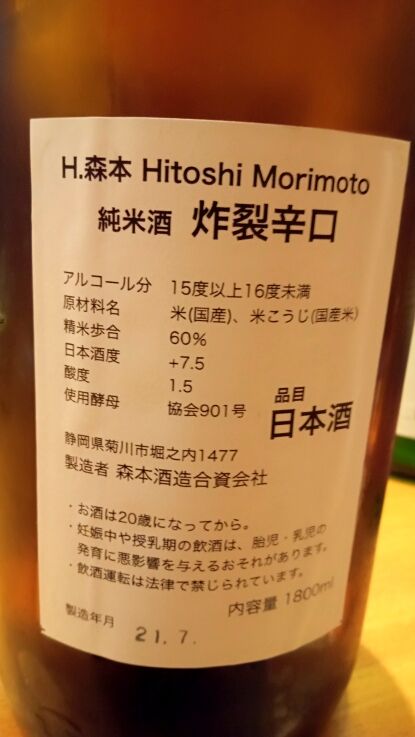 H.森本 Hitoshi Morimoto
純米酒 炸裂辛口
アルコール分 15度以上16度未満
原材料名 米(国産)、米こうじ(国産米)
精米歩合 60%
日本酒度 +7.5
酸度 1.5
使用酵母 協会901号
品目
日本酒
静岡県菊川市堀之内1477
製造者 森本酒造合資会社
・お酒は20歳になってから。
・妊娠中や授乳期の飲酒は、胎児・乳児の
発育に悪影響を与えるおそれがあります。
・飲酒運転は法律で禁じられています。
内容量 1800ml
製造年月 21.7.